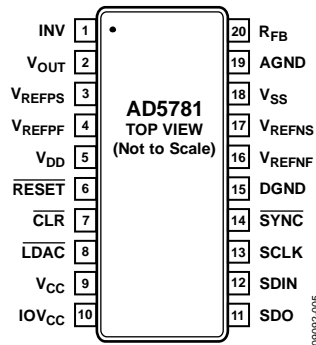 INV 1
VOUT 2
VREFPS 3
VREFPF 4
VDD 5
RESET 6
CLR 7
LDAC 8
VCC 9
IOVCC 10
AD5781
TOP VIEW
(Not to Scale)
20 RFB
19 AGND
18 VSS
17 VREFNS
16 VREFNF
15 DGND
14 SYNC
13 SCLK
12 SDIN
11 SDO
09092-005